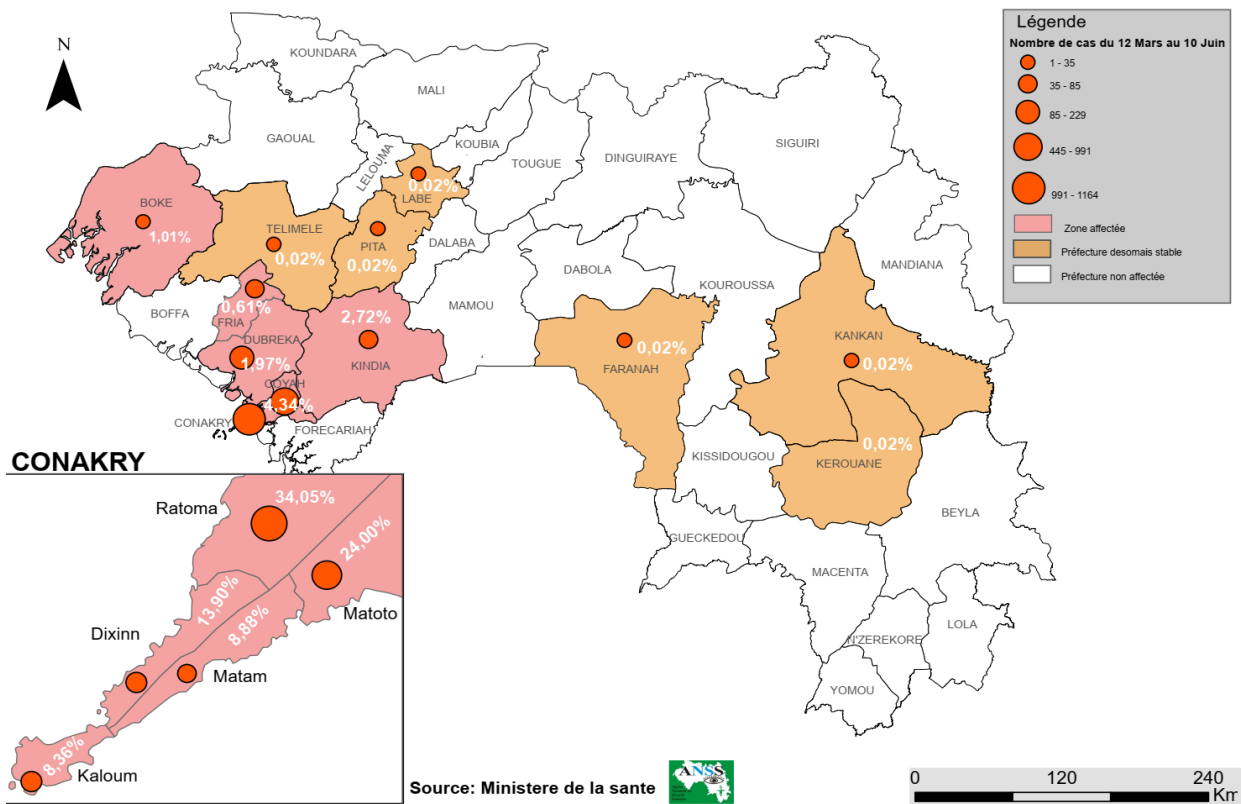 N
Légende
Nombre de cas du 12 Mars au 10 Juin
1 - 35
35 - 85
85 - 229
445 - 991
991 - 1164
Zone affectée
Préfecture desomais stable
Préfecture non affectée
KOUNDARA
MALI
GAOUAL
KOUBIA
LELOUMA
TOUGUE
DINGUIRAYE
SIGUIRI
0,02%
LABE
BOKE
1,01%
TELIMELE
0,02%
PITA
0,02%
DALABA
DABOLA
MANDIANA
KOUROUSSA
MAMOU
BOFFA
0,61%
FRIA
DUBREKA
1,97%
2,72%
KINDIA
COYAH
4,34%
CONAKRY
FORECARIAH
0,02%
FARANAH
KANKAN
0,02%
0,02%
KEROUANE
KISSIDOUGOU
BEYLA
GUECKEDOU
MACENTA
N'ZEREKORE
LOLA
YOMOU
CONAKRY
Ratoma
34,05%
24,00%
Matoto
13,90%
8,88%
Dixinn
Matam
8,36%
Kaloum
Source: Ministere de la sante
ANSS
0 120 240
Km